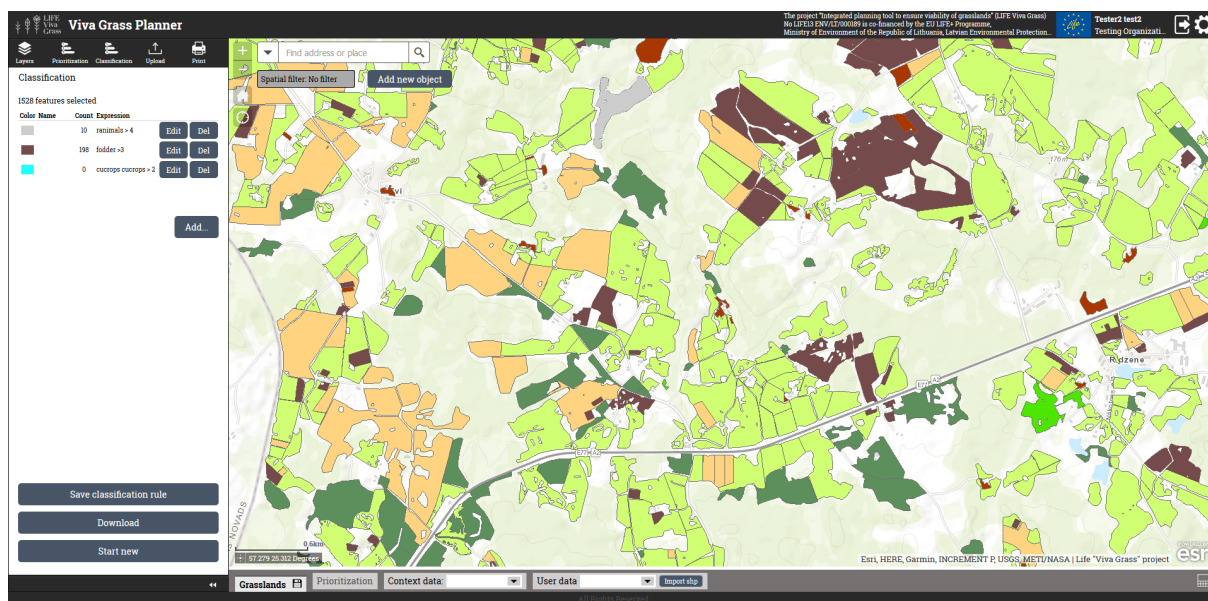 LIFE
Viva
Grass
Viva Grass Planner
The project "Integrated planning tool to ensure viability of grasslands" (LIFE Viva Grass)
No LIFE13 ENV/LT/000189 is co-financed by the EU LIFE+ Programme,
Ministry of Environment of the Republic of Lithuania, Latvian Environmental Protection...
Life
Tester2 test2
Testing Organizati...
Layers Prioritization Classification Upload Print
Find address or place
Spatial filter: No filter
Add new object
Classification
1528 features selected
Color Name Count Expression
10 ranimals > 4 Edit Del
198 fodder >3 Edit Del
0 cucrops cucrops > 2 Edit Del
Add...
176 m
Ridzene
E77 A2
E77 A2
NOVADS
Save classification rule
Download
Start new
0.6km
57.279 25.312 Degrees
Esri, HERE, Garmin, INCREMENT P, USGS, METI/NASA | Life "Viva Grass" project
POWERED BY
esri
Grasslands Prioritization Context data: User data Import shp
All Rights Reserved